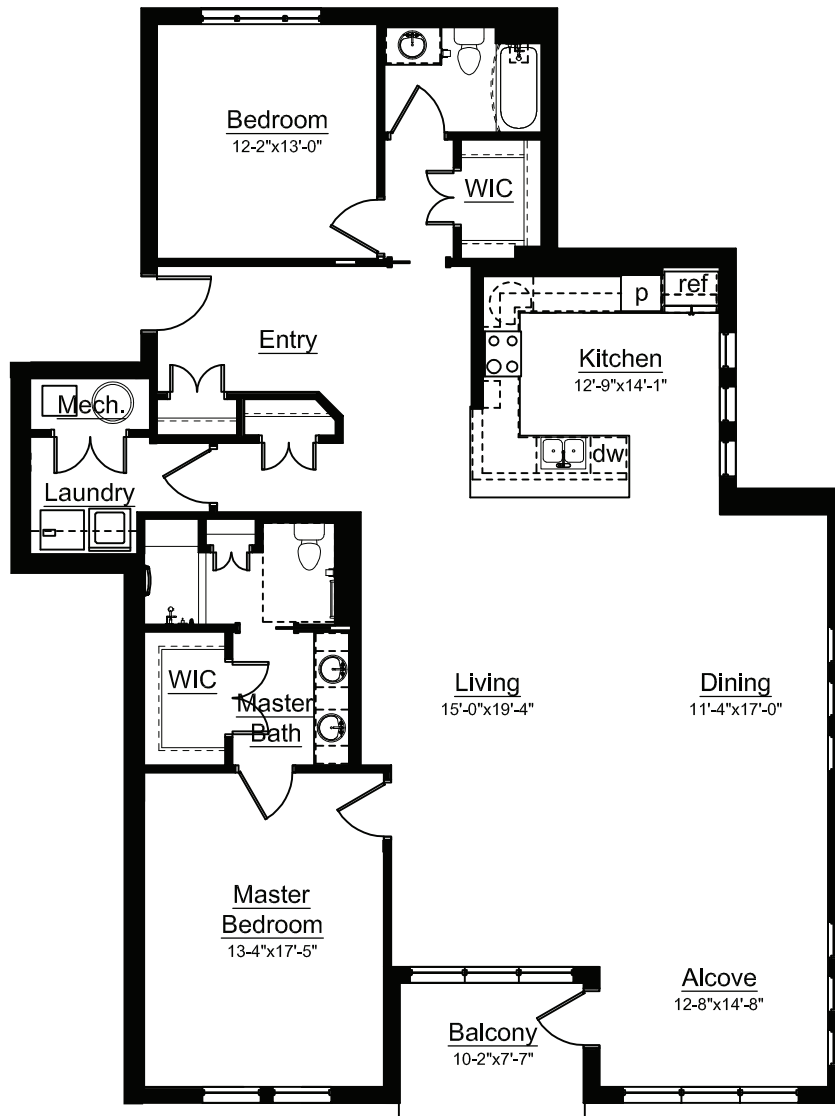 Bedroom
12-2"x13'-0"
WIC
p
ref
Entry
Kitchen
12'-9"x14'-1"
Mech.
dw
Laundry
WIC
Master
Bath
Living
15'-0"x19'-4"
Dining
11'-4"x17'-0"
Master
Bedroom
13-4"x17'-5"
Alcove
12-8"x14'-8"
Balcony
10-2"x7'-7"